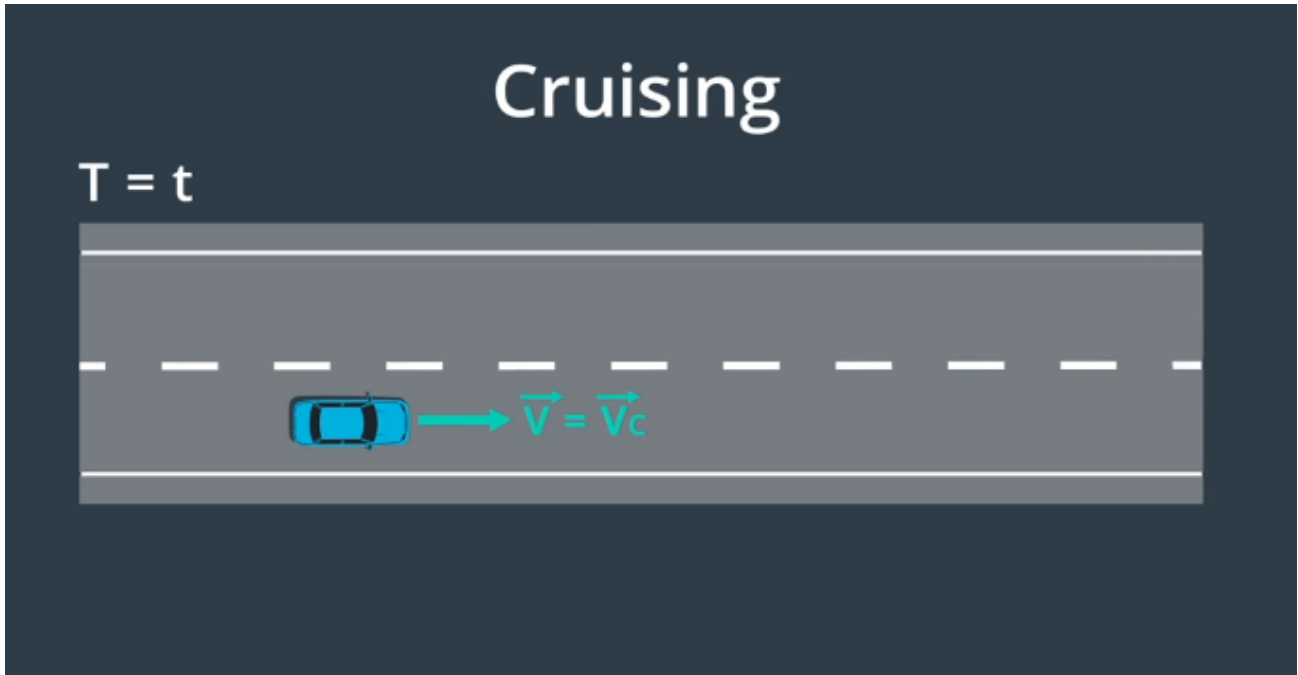 Cruising
T = t
V = Vc